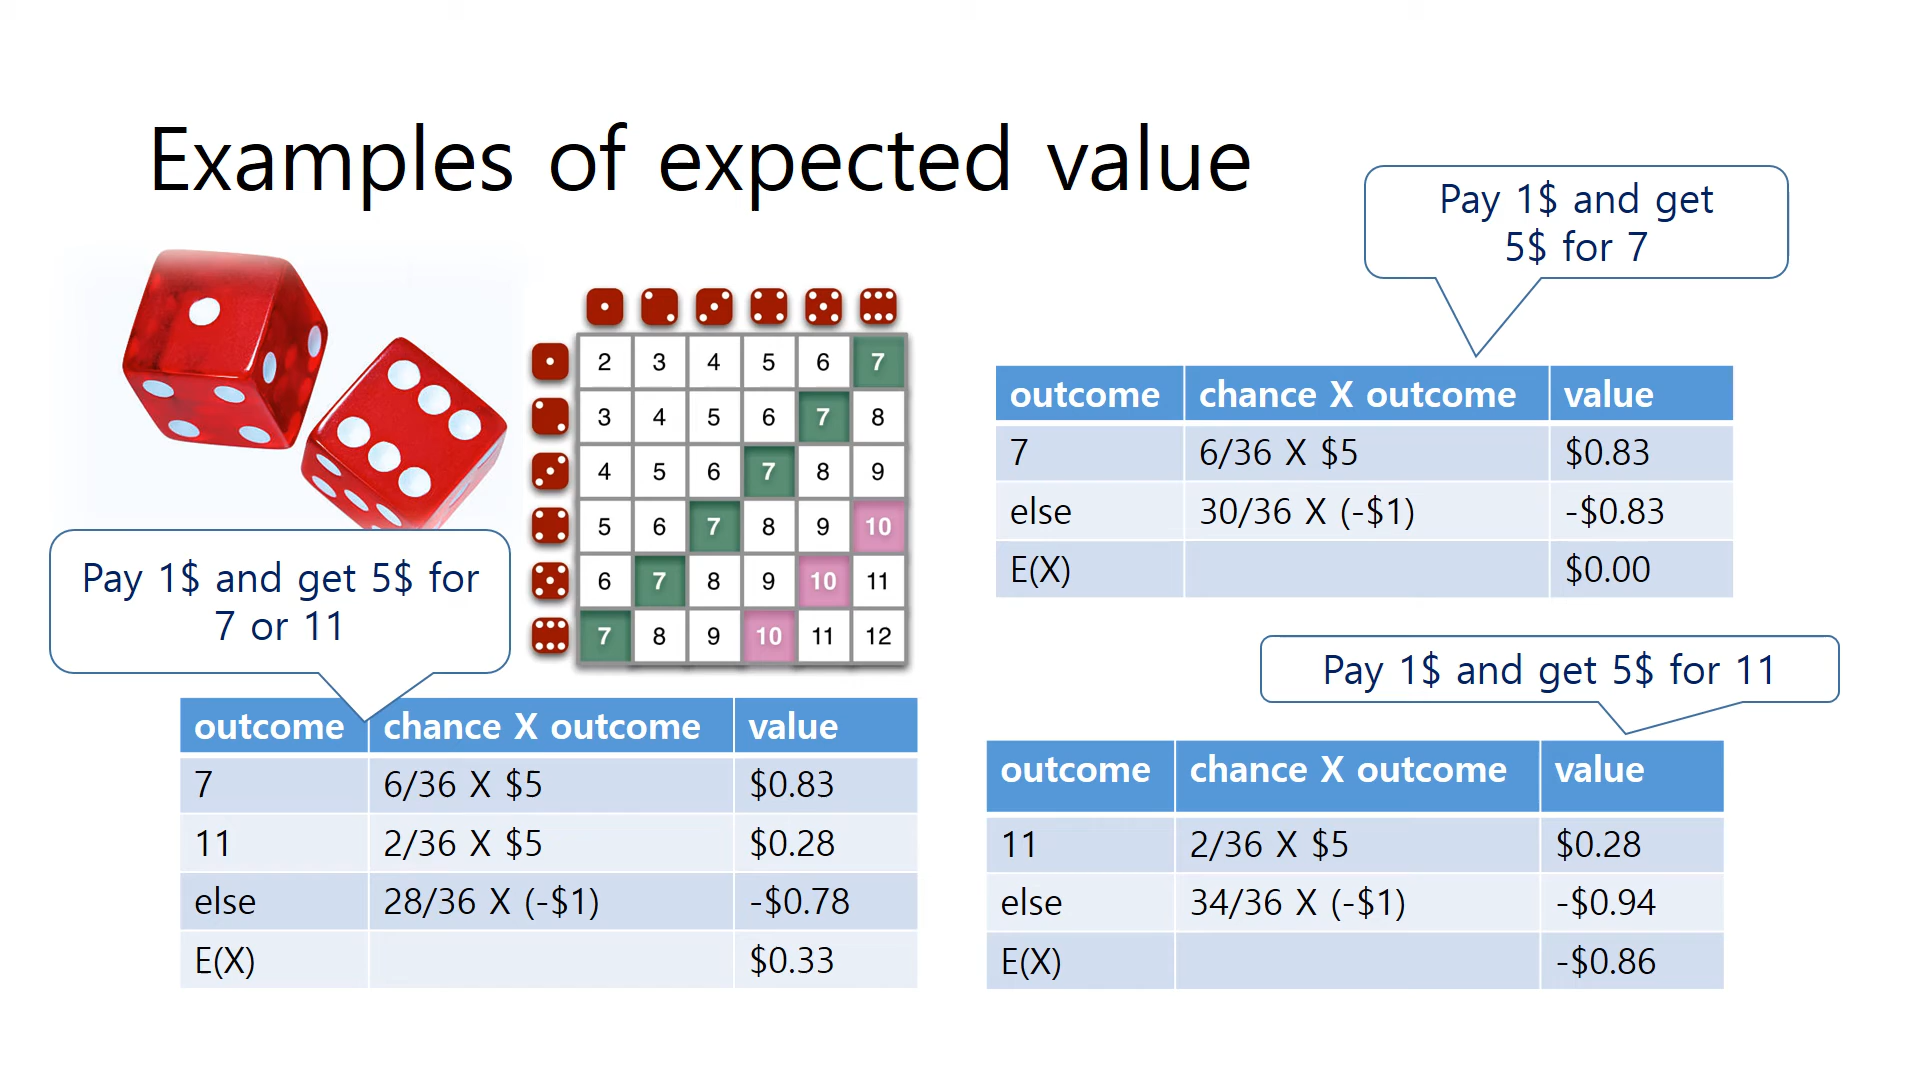 Examples of expected value
Pay 1$ and get
5$ for 7
2 3 4 5 6 7
3 4 5 6 7 8
4 5 6 7 8 9
5 6 7 8 9 10
6 7 8 9 10 11
7 8 9 10 11 12
outcome chance X outcome value
7 6/36 X $5 $0.83
else 30/36 X (-$1) -$0.83
E(X) $0.00
Pay 1$ and get 5$ for
7 or 11
outcome chance X outcome value
7 6/36 X $5 $0.83
11 2/36 X $5 $0.28
else 28/36 X (-$1) -$0.78
E(X) $0.33
Pay 1$ and get 5$ for 11
outcome chance X outcome value
11 2/36 X $5 $0.28
else 34/36 X (-$1) -$0.94
E(X) -$0.86